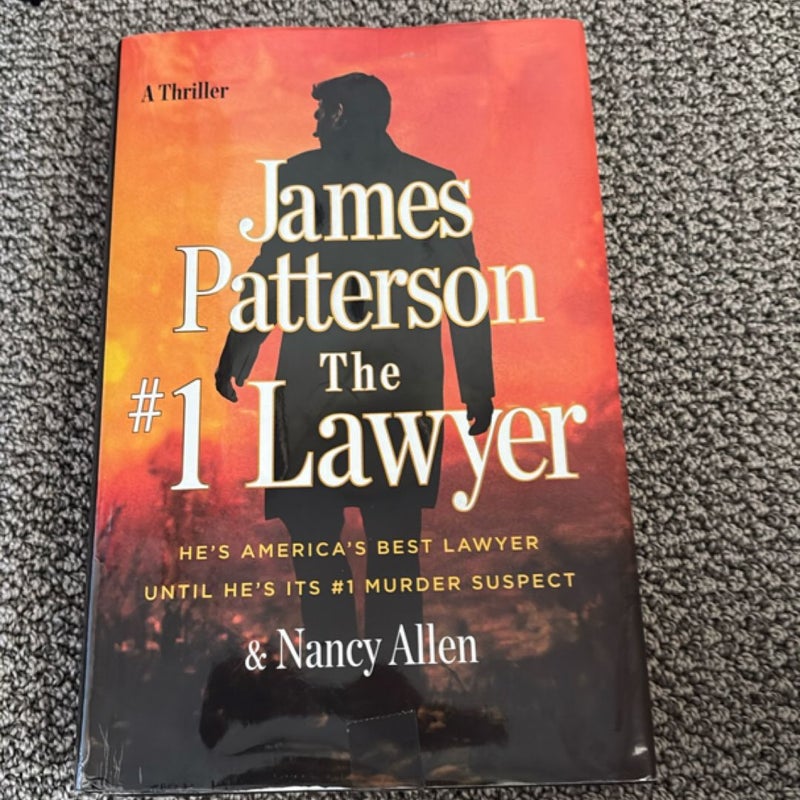 A Thriller
James
Patterson
The
#1 Lawyer
HE'S AMERICA'S BEST LAWYER
UNTIL HE'S ITS #1 MURDER SUSPECT
& Nancy Allen